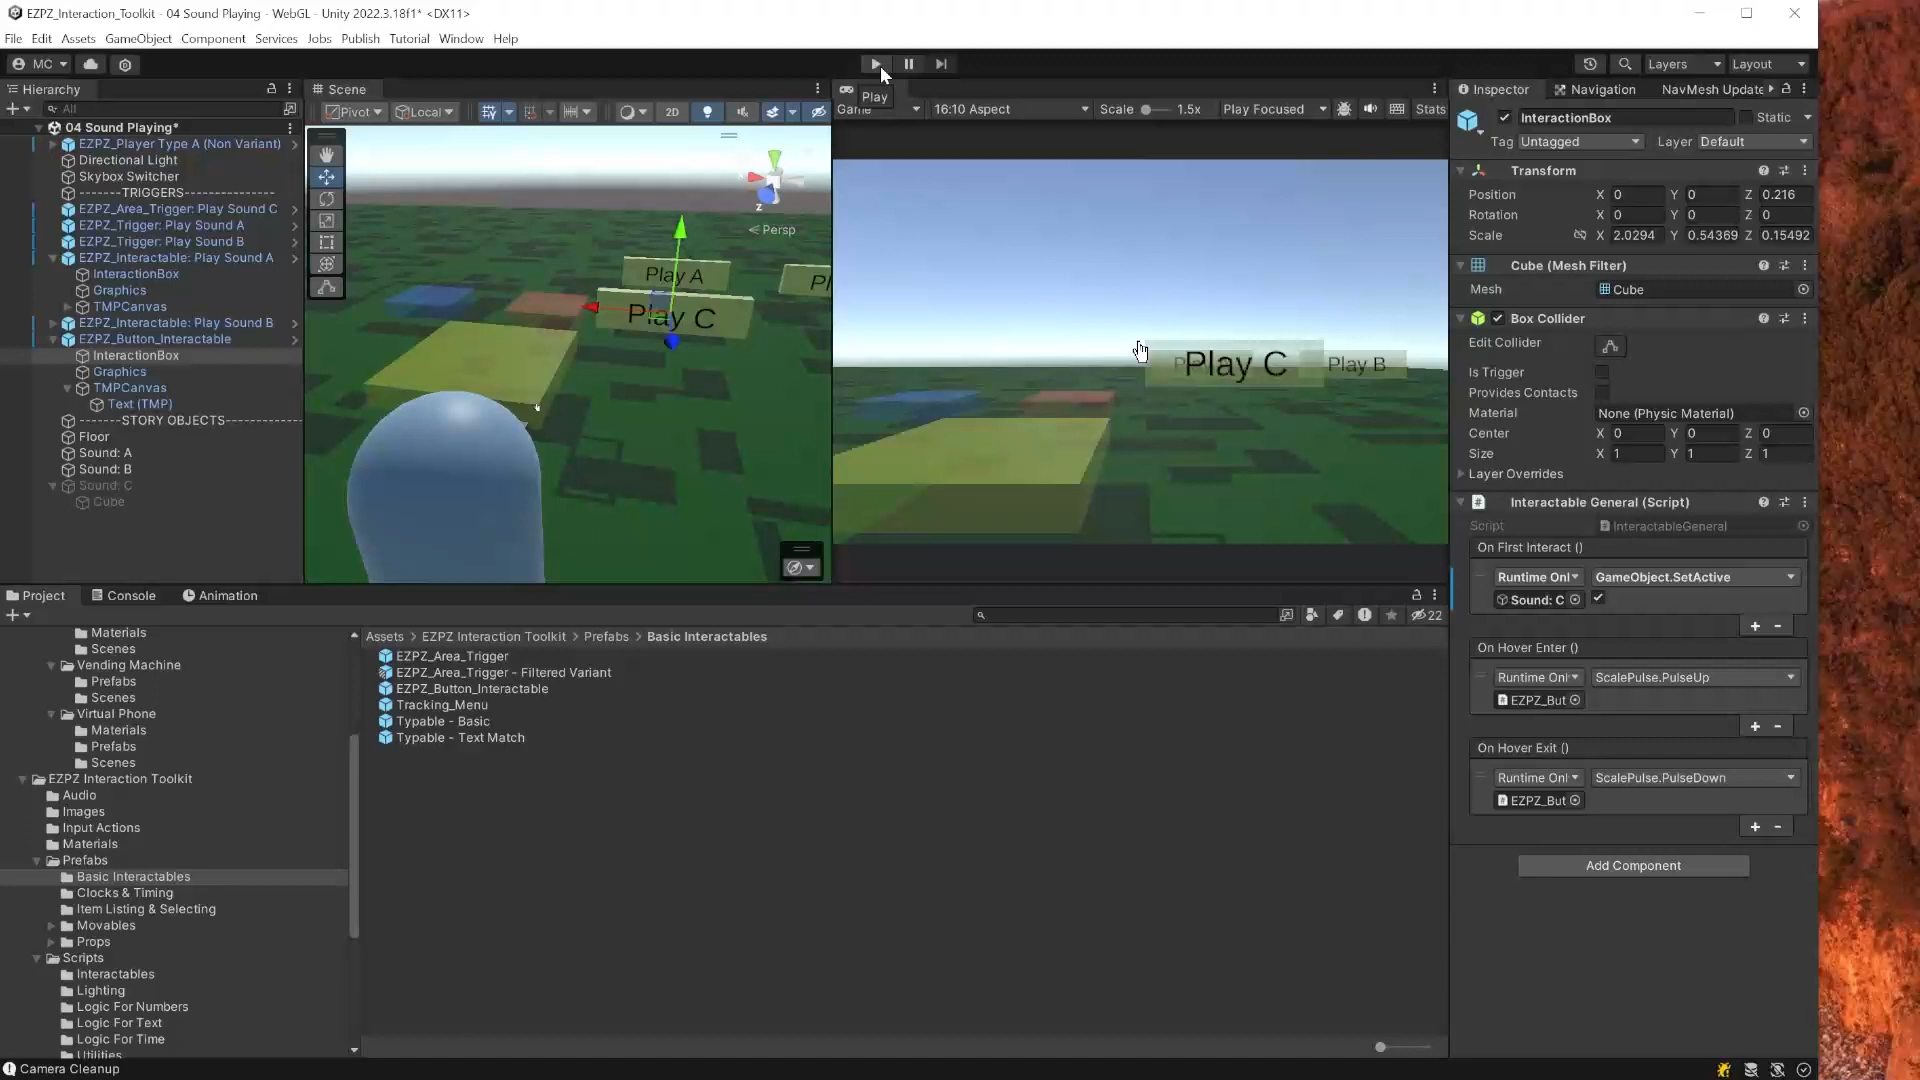 EZPZ_Interaction_Toolkit - 04 Sound Playing - WebGL - Unity 2022.3.18f1* <DX11>
File Edit Assets GameObject Component Services Jobs Publish Tutorial Window Help
MC Layers Layout
Hierarchy
All
04 Sound Playing*
EZPZ_Player Type A (Non Variant)
Directional Light
Skybox Switcher
-------TRIGGERS---------------
EZPZ_Area_Trigger: Play Sound C
EZPZ_Trigger: Play Sound A
EZPZ_Trigger: Play Sound B
EZPZ_Interactable: Play Sound A
InteractionBox
Graphics
TMPCanvas
EZPZ_Interactable: Play Sound B
EZPZ_Button_Interactable
InteractionBox
Graphics
TMPCanvas
Text (TMP)
-------STORY OBJECTS------------
Floor
Sound: A
Sound: B
Sound: C
Cube
Scene
Pivot Local 2D
z
Persp
Play A
Play C
Play
Game 16:10 Aspect Scale 1.5x Play Focused Stats
Play C
Play B
Inspector Navigation NavMesh Update
InteractionBox Static
Tag Untagged Layer Default
Transform
Position X 0 Y 0 Z 0.216
Rotation X 0 Y 0 Z 0
Scale X 2.0294 Y 0.54369 Z 0.15492
Cube (Mesh Filter)
Mesh Cube
Box Collider
Edit Collider
Is Trigger
Provides Contacts
Material None (Physic Material)
Center X 0 Y 0 Z 0
Size X 1 Y 1 Z 1
Layer Overrides
Interactable General (Script)
Script InteractableGeneral
On First Interact ()
Runtime Onl GameObject.SetActive
Sound: C
On Hover Enter ()
Runtime Onl ScalePulse.PulseUp
EZPZ_But
On Hover Exit ()
Runtime Onl ScalePulse.PulseDown
EZPZ_But
Add Component
Project Console Animation
22
Materials
Scenes
Vending Machine
Prefabs
Scenes
Virtual Phone
Materials
Prefabs
Scenes
EZPZ Interaction Toolkit
Audio
Images
Input Actions
Materials
Prefabs
Basic Interactables
Clocks & Timing
Item Listing & Selecting
Movables
Props
Scripts
Interactables
Lighting
Logic For Numbers
Logic For Text
Logic For Time
Utilities
Assets > EZPZ Interaction Toolkit > Prefabs > Basic Interactables
EZPZ_Area_Trigger
EZPZ_Area_Trigger - Filtered Variant
EZPZ_Button_Interactable
Tracking_Menu
Typable - Basic
Typable - Text Match
Camera Cleanup